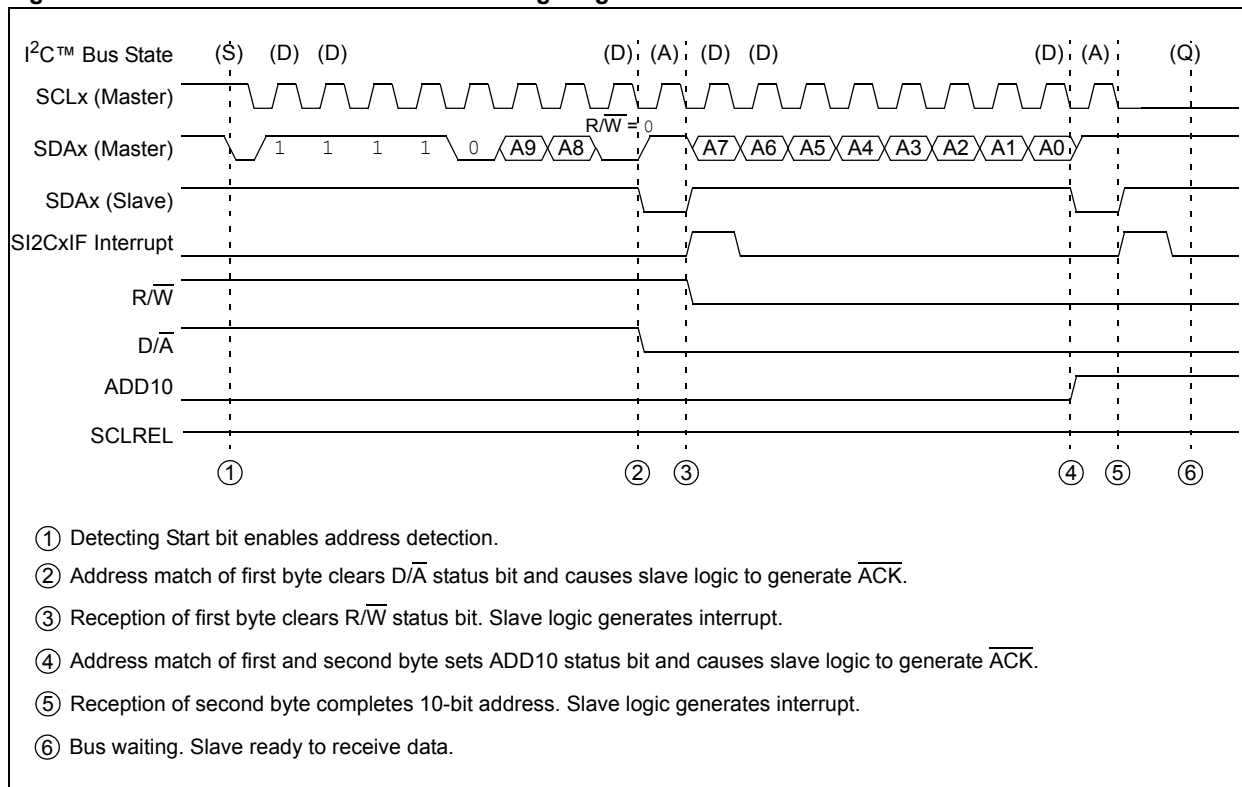 I²C™ Bus State (S) (D) (D) (D) (A) (D) (D) (D) (A) (Q)
SCLx (Master)
R/W̅ = 0
SDAx (Master) 1 1 1 1 0 A9 A8 A7 A6 A5 A4 A3 A2 A1 A0
SDAx (Slave)
SI2CxIF Interrupt
R/W̅
D/A̅
ADD10
SCLREL
① ② ③ ④ ⑤ ⑥
① Detecting Start bit enables address detection.
② Address match of first byte clears D/A̅ status bit and causes slave logic to generate A̅C̅K̅.
③ Reception of first byte clears R/W̅ status bit. Slave logic generates interrupt.
④ Address match of first and second byte sets ADD10 status bit and causes slave logic to generate A̅C̅K̅.
⑤ Reception of second byte completes 10-bit address. Slave logic generates interrupt.
⑥ Bus waiting. Slave ready to receive data.